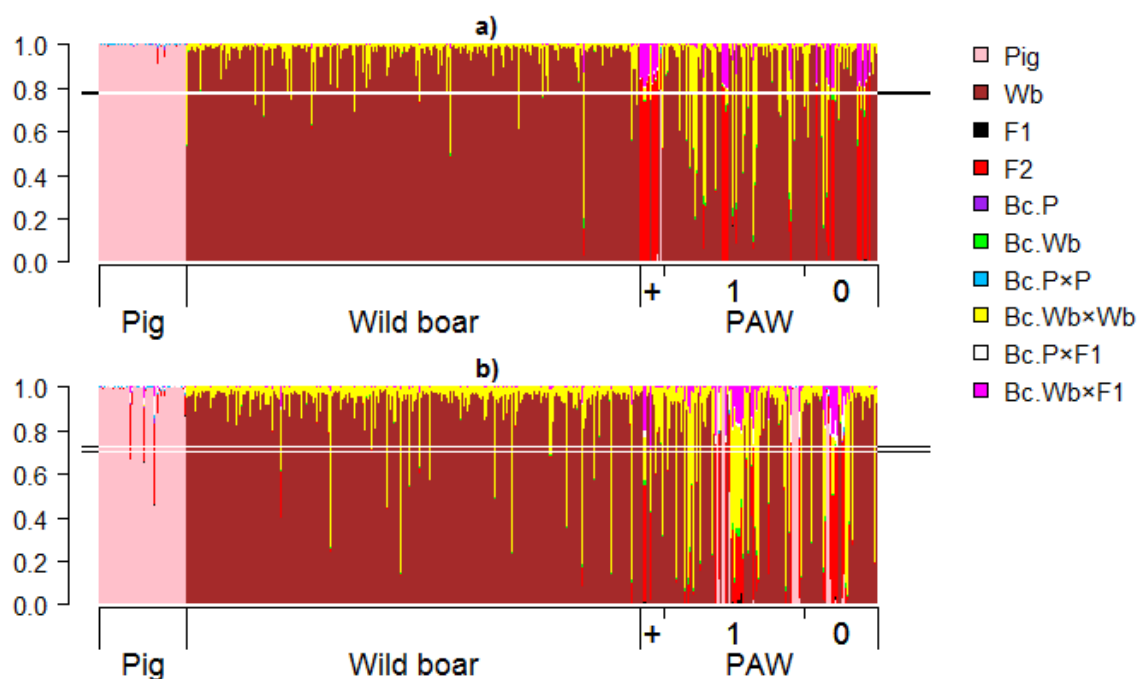 a)
1.0
0.8
0.6
0.4
0.2
0.0
+ 1 0
Pig Wild boar PAW
b)
1.0
0.8
0.6
0.4
0.2
0.0
+ 1 0
Pig Wild boar PAW
Pig
Wb
F1
F2
Bc.P
Bc.Wb
Bc.P×P
Bc.Wb×Wb
Bc.P×F1
Bc.Wb×F1